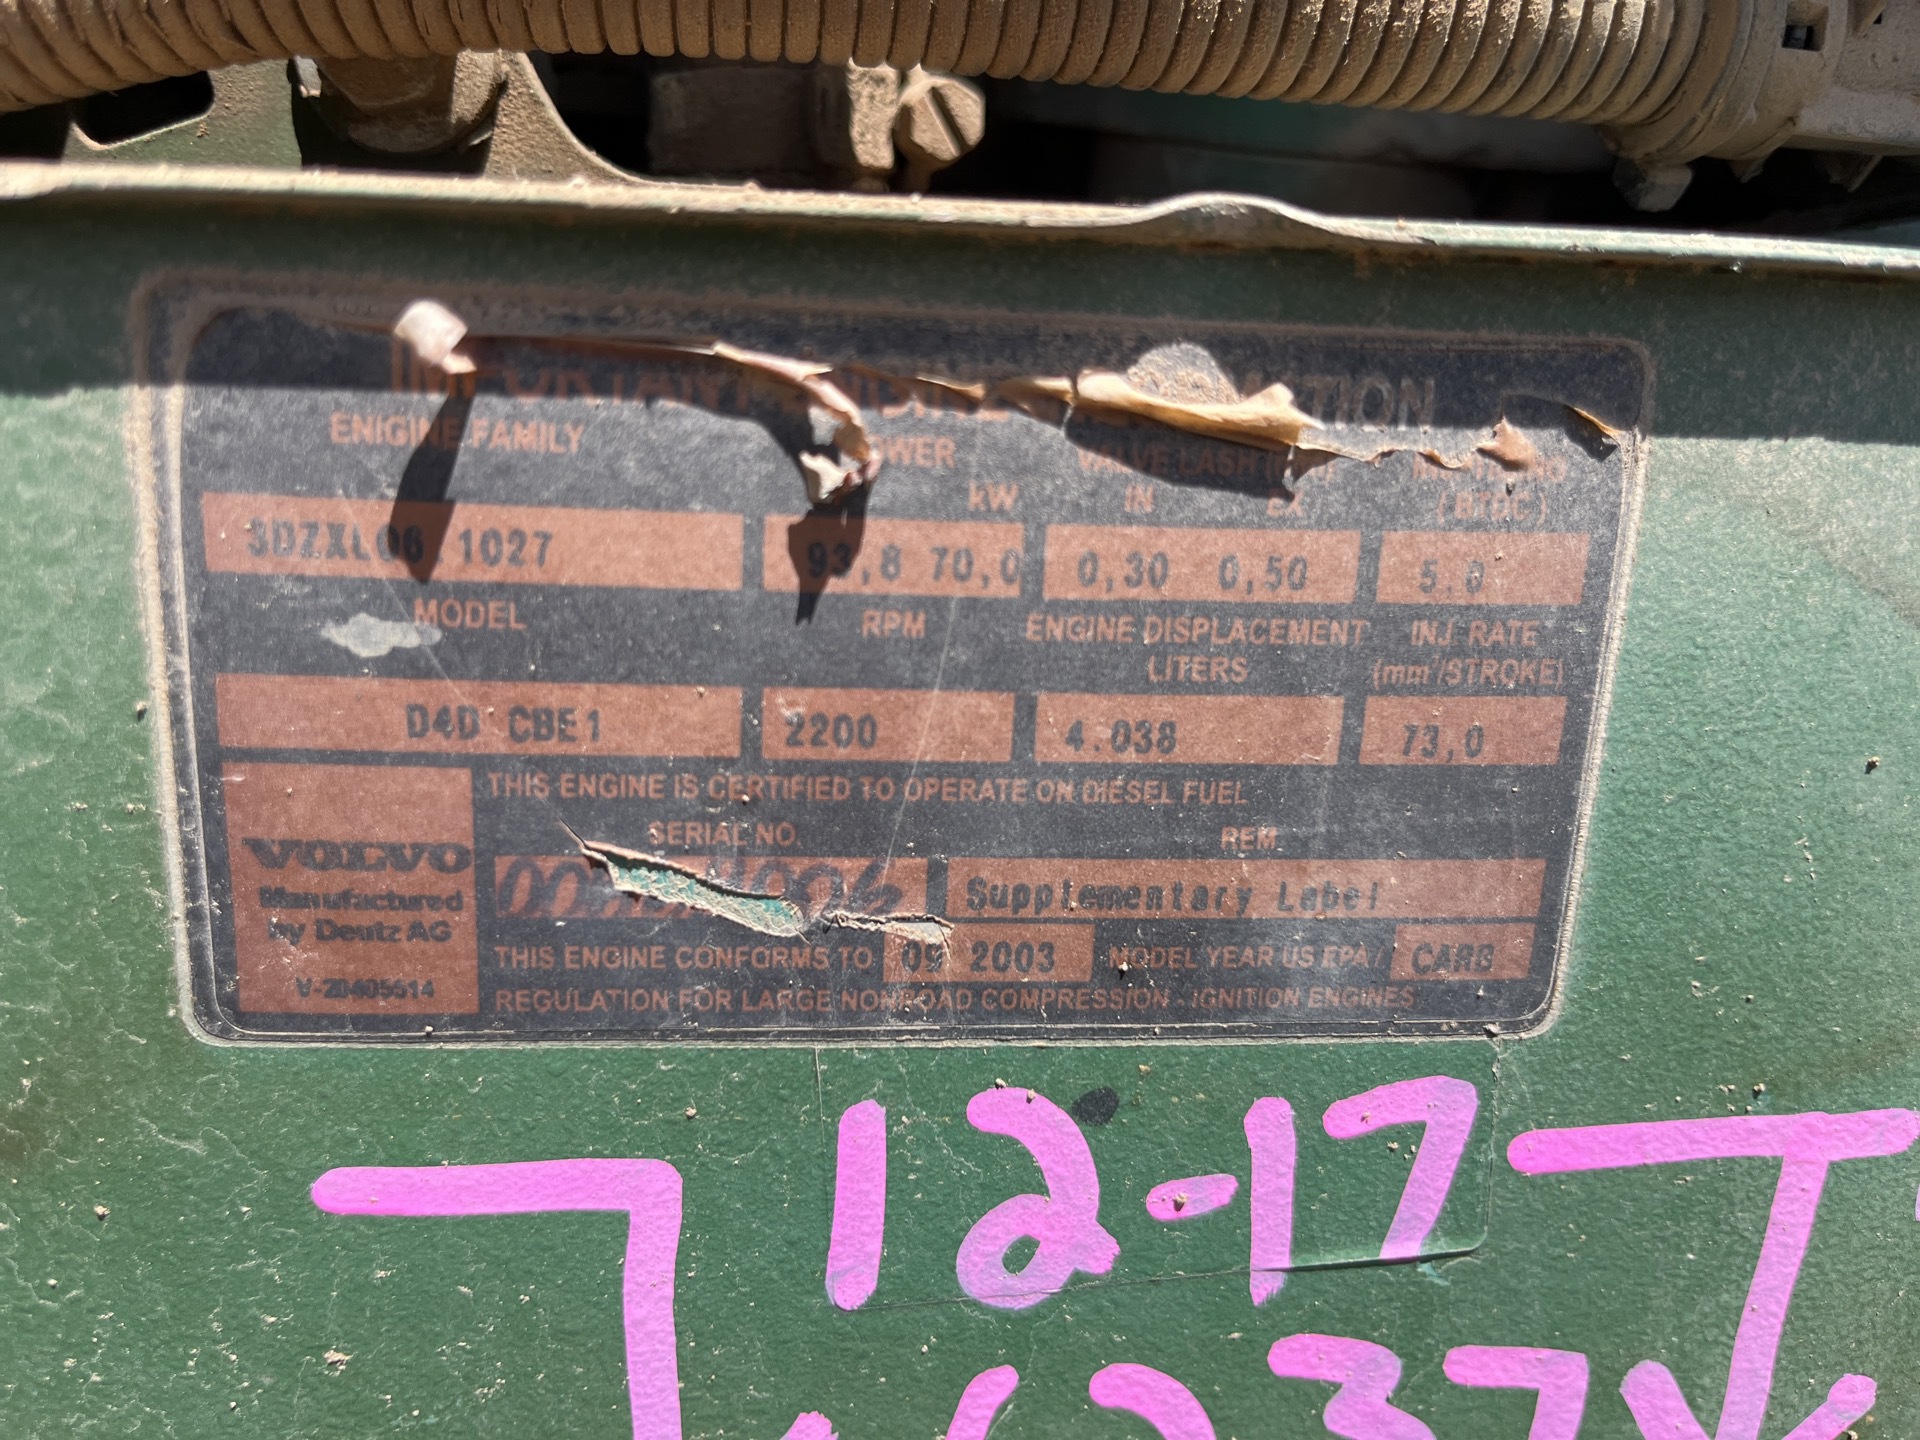 ENIGINE FAMILY
kW IN EX (BTDC)
3DZXL06.1027 93,8 70,0 0,30 0,50 5.0
MODEL RPM ENGINE DISPLACEMENT INJ. RATE
LITERS (mm³/STROKE)
D4D CBE1 2200 4.038 73,0
THIS ENGINE IS CERTIFIED TO OPERATE ON DIESEL FUEL
SERIAL NO. REM
VOLVO
Manufactured
by Deutz AG
V-20405614
Supplementary Label
THIS ENGINE CONFORMS TO 09 2003 MODEL YEAR US EPA/ CARB
REGULATION FOR LARGE NONROAD COMPRESSION - IGNITION ENGINES
12-17